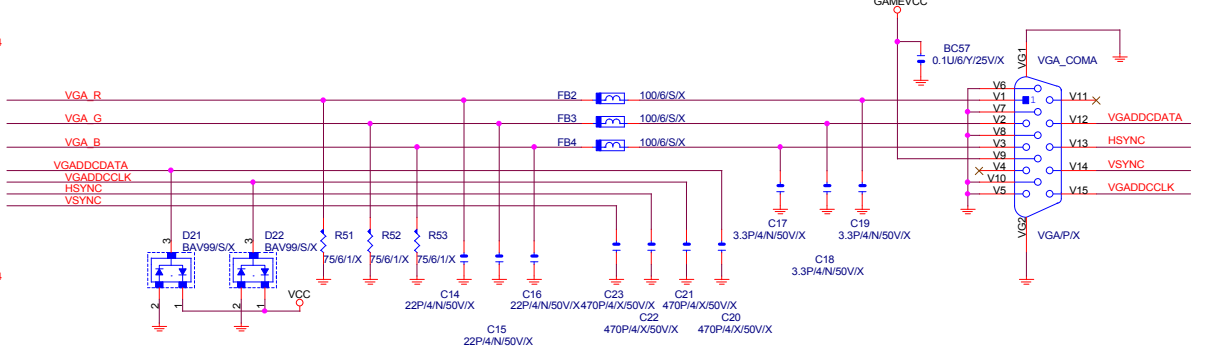 GAMEVCC
BC57
0.1U/6/Y/25V/X
VG1
VGA_COMA
VGA_R
FB2
100/6/S/X
V6
V1
1
V11
V7
VGA_G
FB3
100/6/S/X
V2
V12
VGADDCDATA
V8
VGA_B
FB4
100/6/S/X
V3
V13
HSYNC
V9
VGADDCDATA
V4
V14
VSYNC
VGADDCCLK
V10
HSYNC
V5
V15
VGADDCCLK
VSYNC
C17
3.3P/4/N/50V/X
C19
3.3P/4/N/50V/X
VG2
VGA/P/X
3
D21
BAV99/S/X
3
D22
BAV99/S/X
R51
75/6/1/X
R52
75/6/1/X
R53
75/6/1/X
C18
3.3P/4/N/50V/X
2
1
2
1
VCC
C14
22P/4/N/50V/X
C16
22P/4/N/50V/X
C23
470P/4/X/50V/X
C21
470P/4/X/50V/X
C22
470P/4/X/50V/X
C20
470P/4/X/50V/X
C15
22P/4/N/50V/X